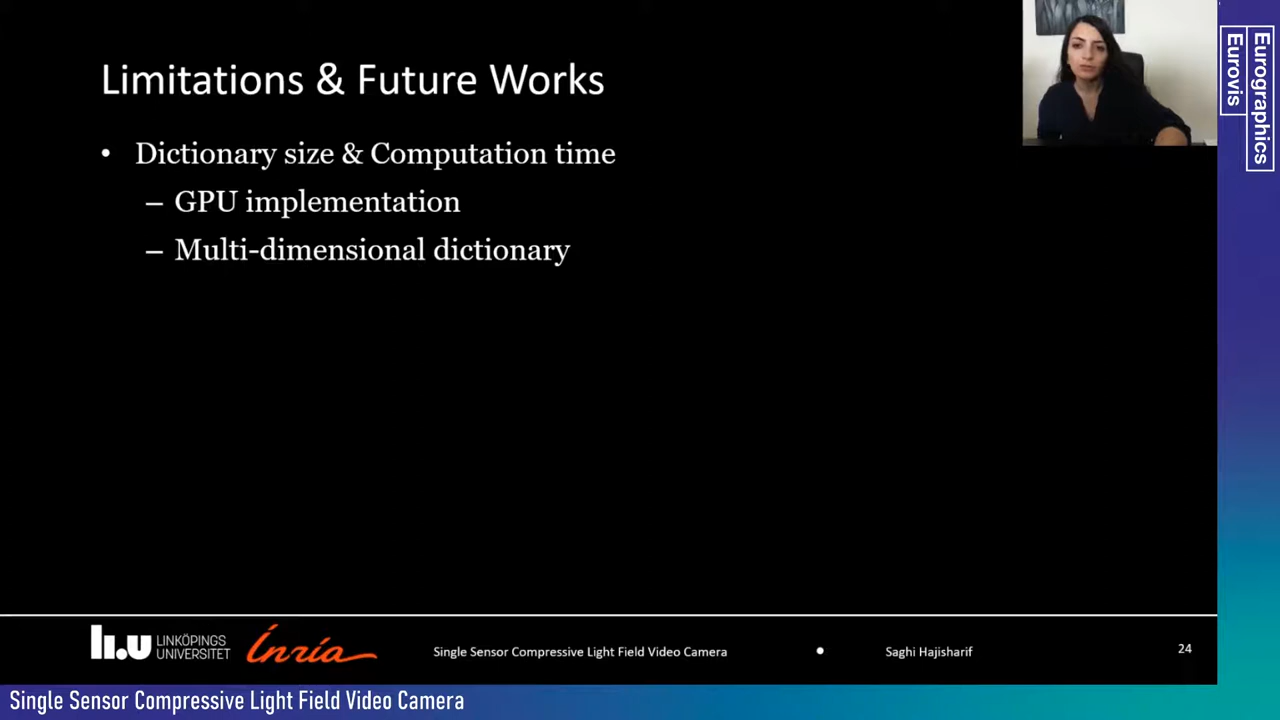 Limitations & Future Works
• Dictionary size & Computation time
– GPU implementation
– Multi-dimensional dictionary
Eurographics
Eurovis
li.u LINKÖPINGS
UNIVERSITET
Inria
Single Sensor Compressive Light Field Video Camera • Saghi Hajisharif 24
Single Sensor Compressive Light Field Video Camera